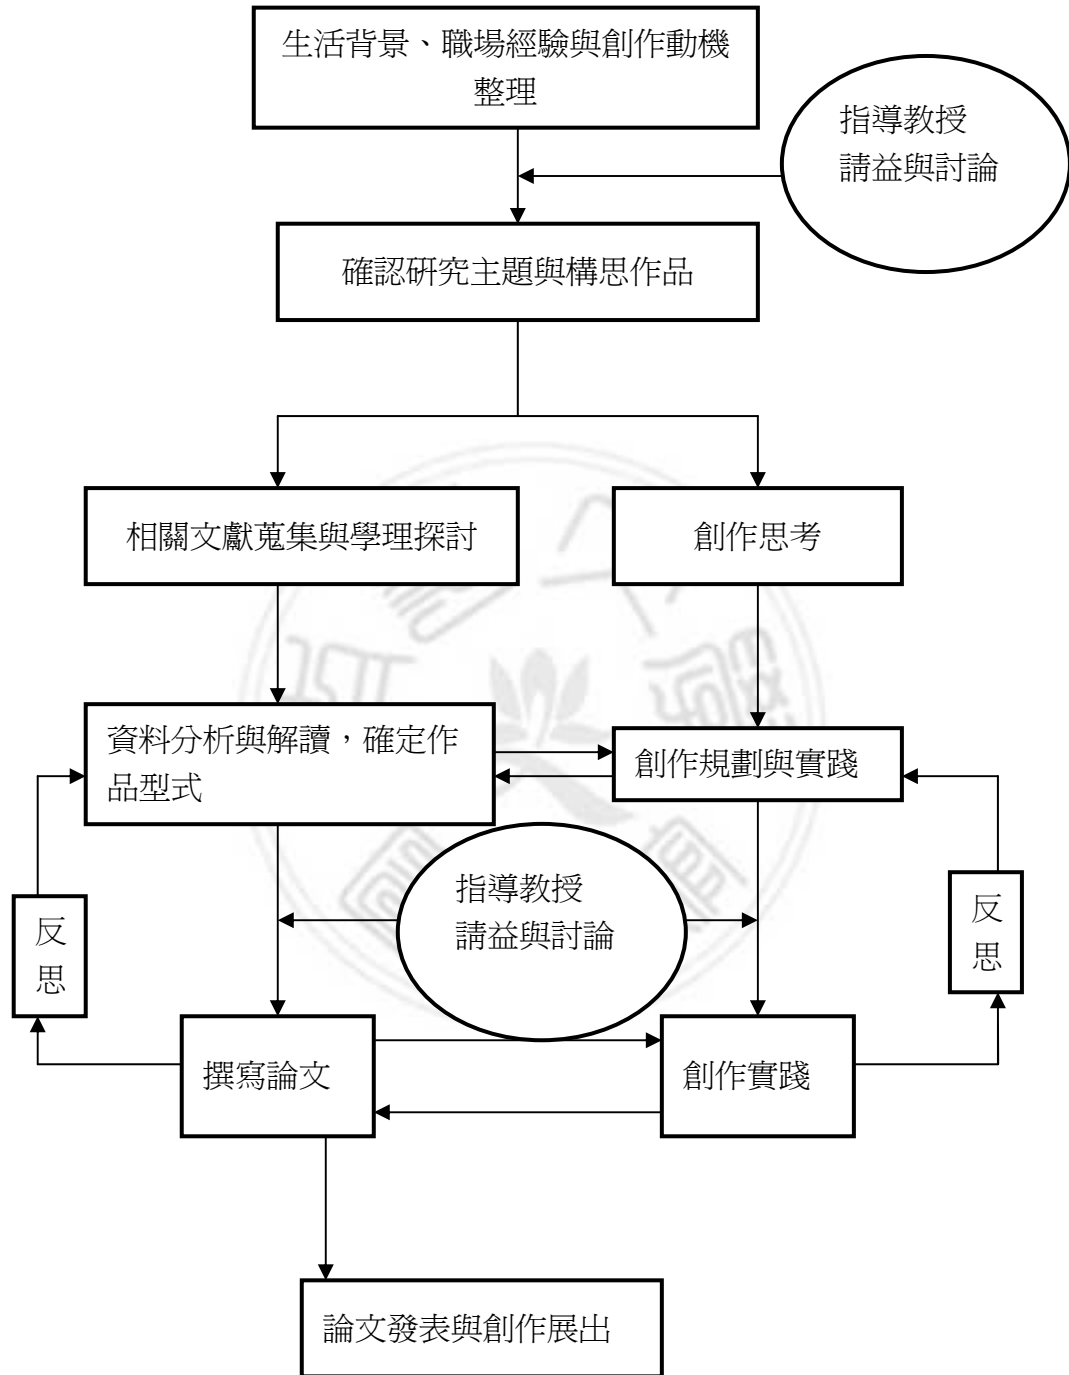 生活背景、職場經驗與創作動機
整理
指導教授
請益與討論
確認研究主題與構思作品
相關文獻蒐集與學理探討
創作思考
資料分析與解讀，確定作
品型式
創作規劃與實踐
指導教授
請益與討論
反
思
反
思
撰寫論文
創作實踐
論文發表與創作展出